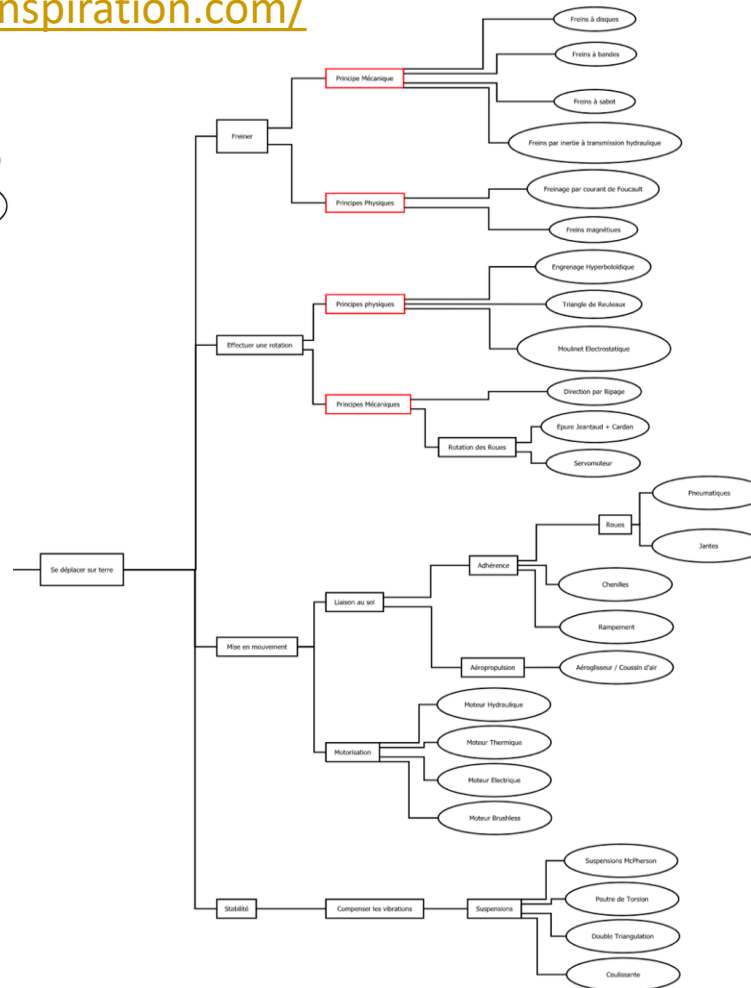 nspiration.com/
Freins à disques
Freins à bandes
Principe Mécanique
Freins à sabot
Freiner
Freins par inertie à transmission hydraulique
Freinage par courant de Foucault
Principes Physiques
Freins magnétiues
Engrenage Hyperboloïdique
Principes physiques
Triangle de Reuleaux
Effectuer une rotation
Moulinet Electrostatique
Direction par Ripage
Principes Mécaniques
Epure Jeantaud + Cardan
Rotation des Roues
Servomoteur
Pneumatiques
Roues
Jantes
Adhérence
Se déplacer sur terre
Chenilles
Liaison au sol
Rampement
Mise en mouvement
Aéropropulsion
Aéroglisseur / Coussin d'air
Moteur Hydraulique
Moteur Thermique
Motorisation
Moteur Electrique
Moteur Brushless
Suspensions McPherson
Poutre de Torsion
Stabilité
Compenser les vibrations
Suspensions
Double Triangulation
Coulissante